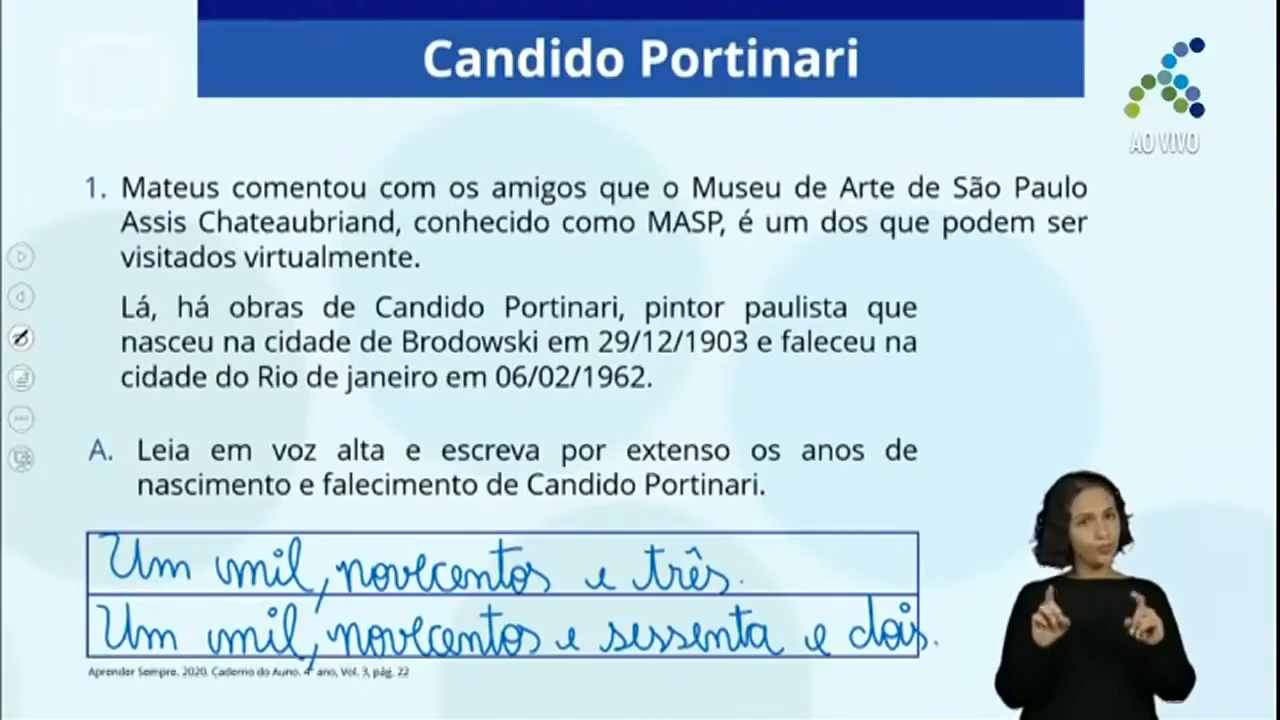 Candido Portinari
AO VIVO
1. Mateus comentou com os amigos que o Museu de Arte de São Paulo
Assis Chateaubriand, conhecido como MASP, é um dos que podem ser
visitados virtualmente.
Lá, há obras de Candido Portinari, pintor paulista que
nasceu na cidade de Brodowski em 29/12/1903 e faleceu na
cidade do Rio de janeiro em 06/02/1962.
A. Leia em voz alta e escreva por extenso os anos de
nascimento e falecimento de Candido Portinari.
Um mil, novecentos e três.
Um mil, novecentos e sessenta e dois.
Aprender Sempre, 2020, Caderno do Aluno, 4º ano, Vol. 3, pág. 22